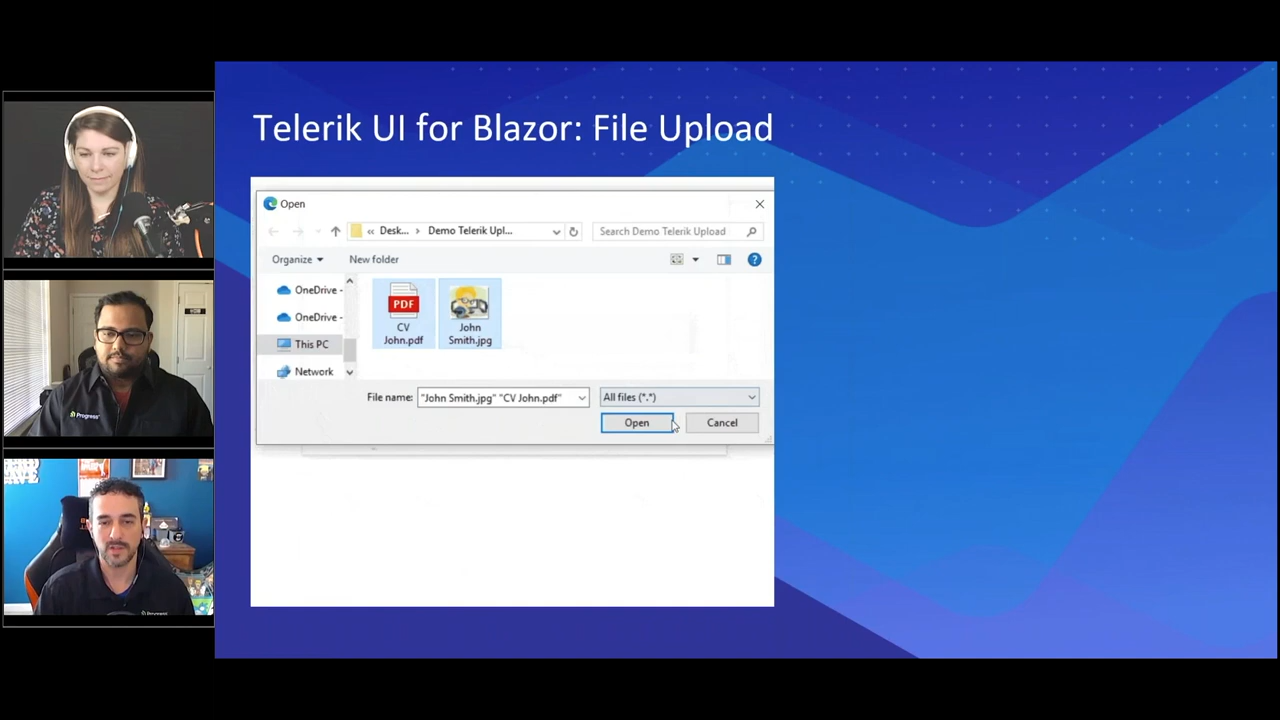 Telerik UI for Blazor: File Upload
Open
« Desk... › Demo Telerik Upl...
Search Demo Telerik Upload
Organize
New folder
OneDrive -
OneDrive -
This PC
Network
PDF
CV
John.pdf
John
Smith.jpg
File name:
"John Smith.jpg" "CV John.pdf"
All files (*.*)
Open
Cancel
Progress
Progress